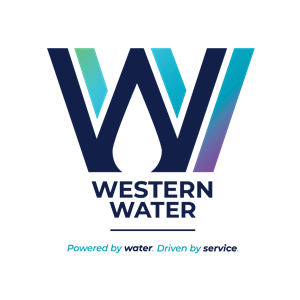 WESTERN
WATER
Powered by water. Driven by service.